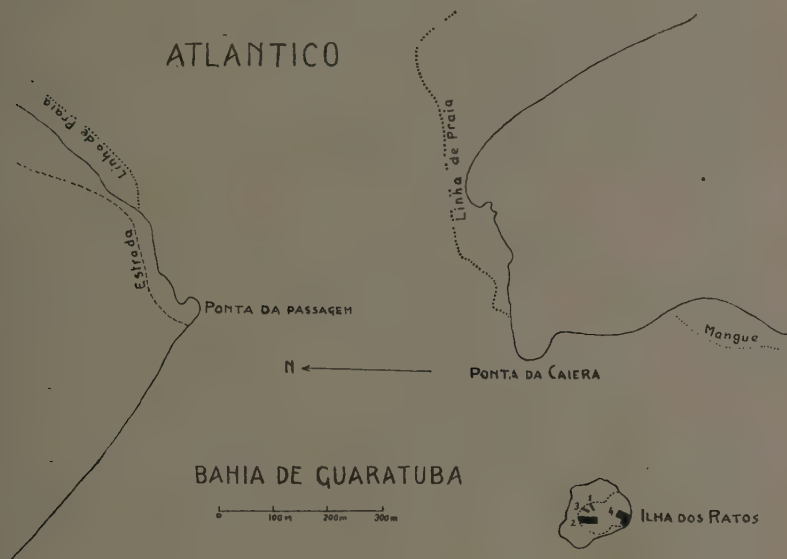 ATLÂNTICO
Linha de Praia
Linha de Praia
Estrada
PONTA DA PASSAGEM
Mangue
N
PONTA DA CAIERA
BAHIA DE GUARATUBA
0 100m 200m 300m
1
3
2
4
ILHA DOS RATOS